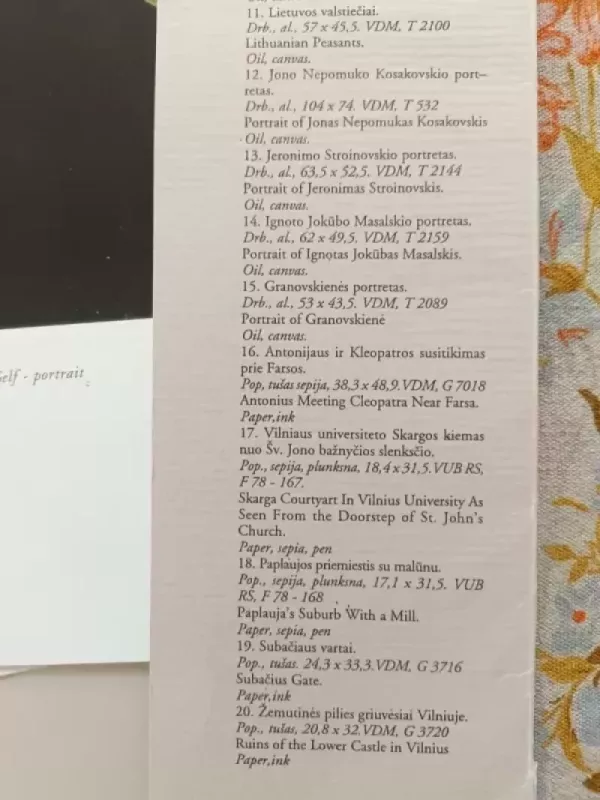 11. Lietuvos valstiečiai.
Drb., al., 57 x 45,5. VDM, T 2100
Lithuanian Peasants.
Oil, canvas.
12. Jono Nepomuko Kosakovskio port–
retas.
Drb., al., 104 x 74. VDM, T 532
Portrait of Jonas Nepomukas Kosakovskis
Oil, canvas.
13. Jeronimo Stroinovskio portretas.
Drb., al., 63,5 x 52,5. VDM, T 2144
Portrait of Jeronimas Stroinovskis.
Oil, canvas.
14. Ignoto Jokūbo Masalskio portretas.
Drb., al., 62 x 49,5. VDM, T 2159
Portrait of Ignotas Jokūbas Masalskis.
Oil, canvas.
15. Granovskienės portretas.
Drb., al., 53 x 43,5. VDM, T 2089
Portrait of Granovskienė
Oil, canvas.
16. Antonijaus ir Kleopatros susitikimas
prie Farsos.
Pop, tušas sepija, 38,3 x 48,9. VDM, G 7018
Antonius Meeting Cleopatra Near Farsa.
Paper,ink
17. Vilniaus universiteto Skargos kiemas
nuo Šv. Jono bažnyčios slenksčio.
Pop., sepija, plunksna, 18,4 x 31,5. VUB RS,
F 78 - 167.
Skarga Courtyart In Vilnius University As
Seen From the Doorstep of St. John's
Church.
Paper, sepia, pen
18. Paplaujos priemiestis su malūnu.
Pop., sepija, plunksna, 17,1 x 31,5. VUB
RS, F 78 - 168
Paplauja's Suburb With a Mill.
Paper, sepia, pen
19. Subačiaus vartai.
Pop., tušas. 24,3 x 33,3. VDM, G 3716
Subačius Gate.
Paper,ink
20. Žemutinės pilies griuvėsiai Vilniuje.
Pop., tušas, 20,8 x 32. VDM, G 3720
Ruins of the Lower Castle in Vilnius
Paper,ink
Self - portrait